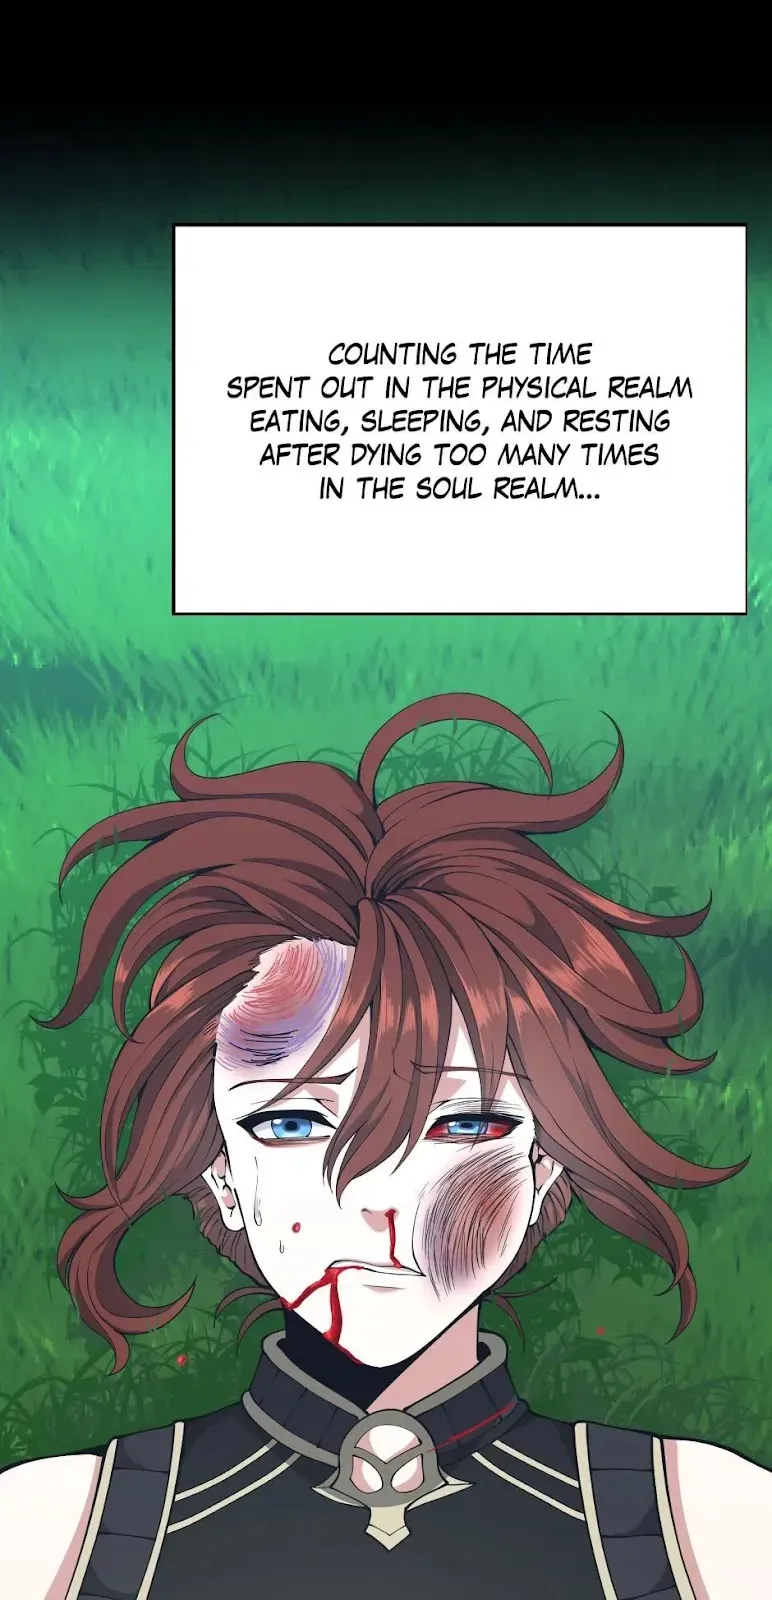 COUNTING THE TIME
SPENT OUT IN THE PHYSICAL REALM
EATING, SLEEPING, AND RESTING
AFTER DYING TOO MANY TIMES
IN THE SOUL REALM...